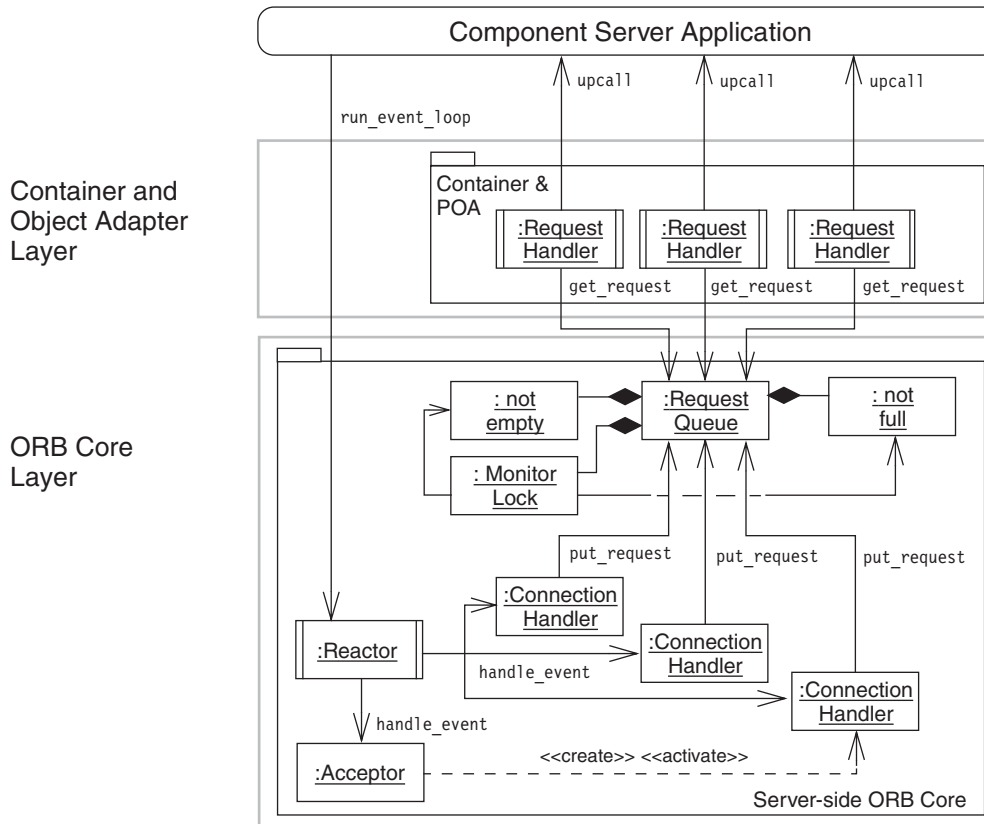 Component Server Application
upcall
upcall
upcall
run_event_loop
Container and
Object Adapter
Layer
Container &
POA
:Request
Handler
:Request
Handler
:Request
Handler
get_request
get_request
get_request
ORB Core
Layer
: not
empty
:Request
Queue
: not
full
: Monitor
Lock
put_request
put_request
put_request
:Connection
Handler
:Reactor
:Connection
Handler
handle_event
:Connection
Handler
handle_event
:Acceptor
<<create>> <<activate>>
Server-side ORB Core